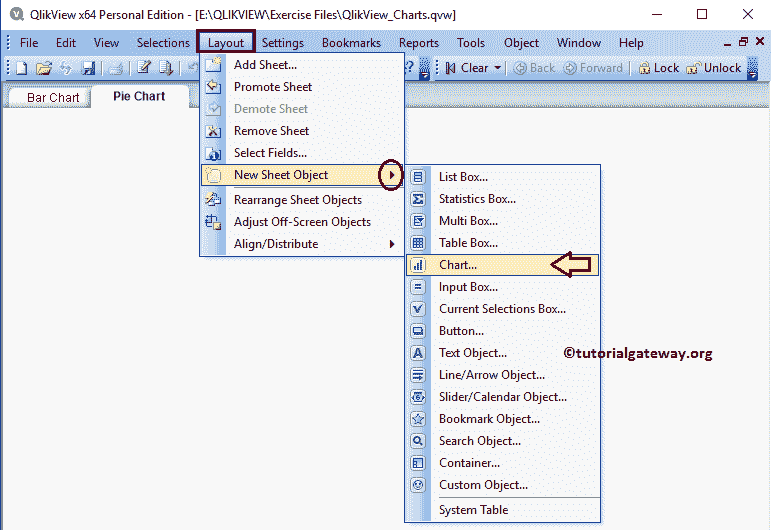 QlikView x64 Personal Edition - [E:\QLIKVIEW\Exercise Files\QlikView_Charts.qvw]
File Edit View Selections Layout Settings Bookmarks Reports Tools Object Window Help
Clear Back Forward Lock Unlock
Bar Chart Pie Chart
Add Sheet...
Promote Sheet
Demote Sheet
Remove Sheet
Select Fields...
New Sheet Object
Rearrange Sheet Objects
Adjust Off-Screen Objects
Align/Distribute
List Box...
Statistics Box...
Multi Box...
Table Box...
Chart...
Input Box...
Current Selections Box...
Button...
Text Object...
©tutorialgateway.org
Line/Arrow Object...
Slider/Calendar Object...
Bookmark Object...
Search Object...
Container...
Custom Object...
System Table